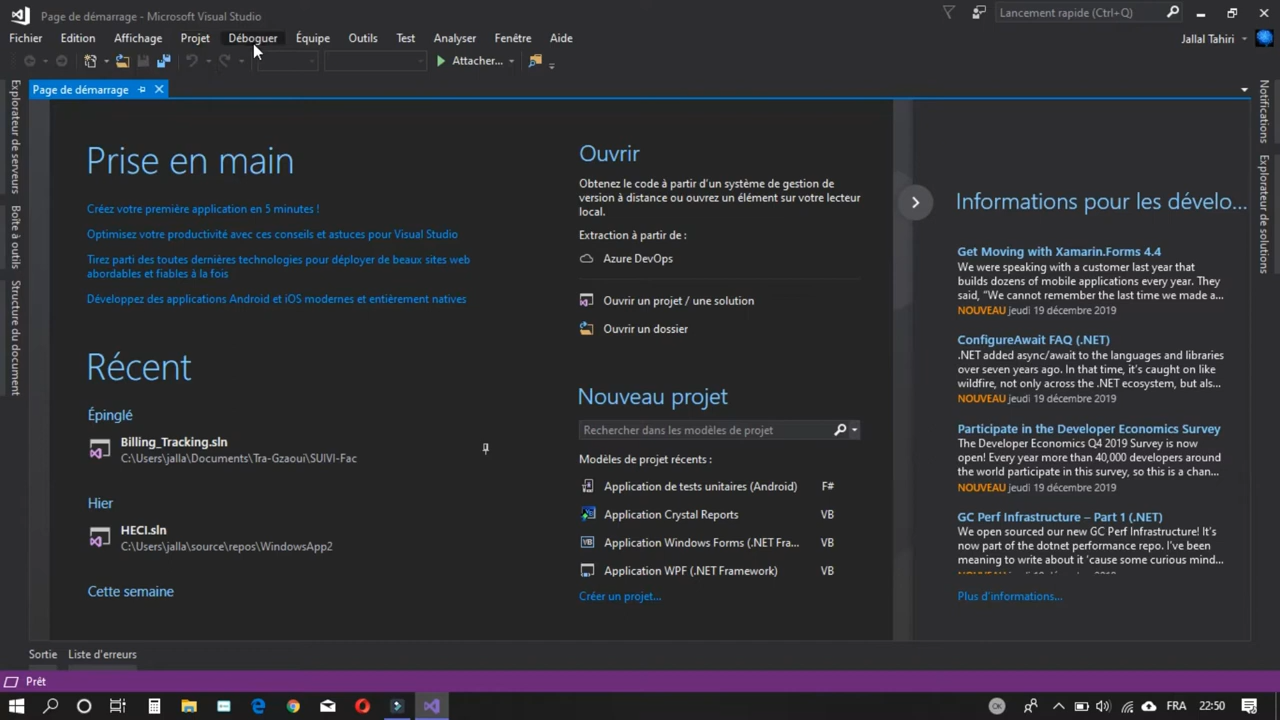 Page de démarrage - Microsoft Visual Studio
Lancement rapide (Ctrl+Q)
Fichier Edition Affichage Projet Déboguer Équipe Outils Test Analyser Fenêtre Aide
Jallal Tahiri
Attacher...
Page de démarrage
Explorateur de serveurs
Boîte à outils
Structure du document
Prise en main
Créez votre première application en 5 minutes !
Optimisez votre productivité avec ces conseils et astuces pour Visual Studio
Tirez parti des toutes dernières technologies pour déployer de beaux sites web
abordables et fiables à la fois
Développez des applications Android et iOS modernes et entièrement natives
Récent
Épinglé
Billing_Tracking.sln
C:\Users\jalla\Documents\Tra-Gzaoui\SUIVI-Fac
Hier
HECI.sln
C:\Users\jalla\source\repos\WindowsApp2
Cette semaine
Ouvrir
Obtenez le code à partir d'un système de gestion de
version à distance ou ouvrez un élément sur votre lecteur
local.
Extraction à partir de :
Azure DevOps
Ouvrir un projet / une solution
Ouvrir un dossier
Nouveau projet
Rechercher dans les modèles de projet
Modèles de projet récents :
Application de tests unitaires (Android) F#
Application Crystal Reports VB
Application Windows Forms (.NET Fra... VB
Application WPF (.NET Framework) VB
Créer un projet...
Informations pour les dévelo...
Get Moving with Xamarin.Forms 4.4
We were speaking with a customer last year that
builds dozens of mobile applications every year. They
said, "We cannot remember the last time we made a...
NOUVEAU jeudi 19 décembre 2019
ConfigureAwait FAQ (.NET)
.NET added async/await to the languages and libraries
over seven years ago. In that time, it's caught on like
wildfire, not only across the .NET ecosystem, but als...
NOUVEAU jeudi 19 décembre 2019
Participate in the Developer Economics Survey
The Developer Economics Q4 2019 Survey is now
open! Every year more than 40,000 developers around
the world participate in this survey, so this is a chan...
NOUVEAU jeudi 19 décembre 2019
GC Perf Infrastructure – Part 1 (.NET)
We open sourced our new GC Perf Infrastructure! It's
now part of the dotnet performance repo. I've been
meaning to write about it 'cause some curious mind...
NOUVEAU jeudi 19 décembre 2019
Plus d'informations...
Notifications
Explorateur de solutions
Sortie Liste d'erreurs
Prêt
FRA 22:50